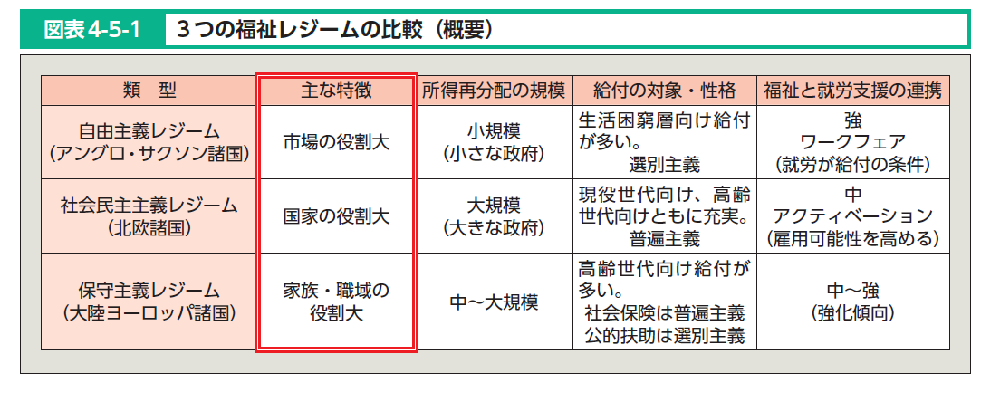 図表4-5-1 3つの福祉レジームの比較（概要）
類 型
主な特徴
所得再分配の規模
給付の対象・性格
福祉と就労支援の連携
自由主義レジーム
(アングロ・サクソン諸国)
市場の役割大
小規模
(小さな政府)
生活困窮層向け給付
が多い。
選別主義
強
ワークフェア
(就労が給付の条件)
社会民主主義レジーム
(北欧諸国)
国家の役割大
大規模
(大きな政府)
現役世代向け、高齢
世代向けともに充実。
普遍主義
中
アクティベーション
(雇用可能性を高める)
保守主義レジーム
(大陸ヨーロッパ諸国)
家族・職域の
役割大
中～大規模
高齢世代向け給付が
多い。
社会保険は普遍主義
公的扶助は選別主義
中～強
(強化傾向)